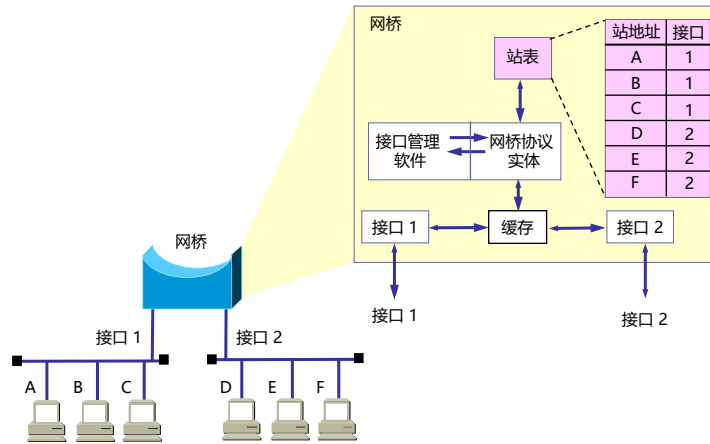 网桥
站表
站地址 接口
A 1
B 1
C 1
D 2
E 2
F 2
接口管理
软件
网桥协议
实体
接口 1
缓存
接口 2
接口 1
接口 2
网桥
接口 1
接口 2
A B C D E F